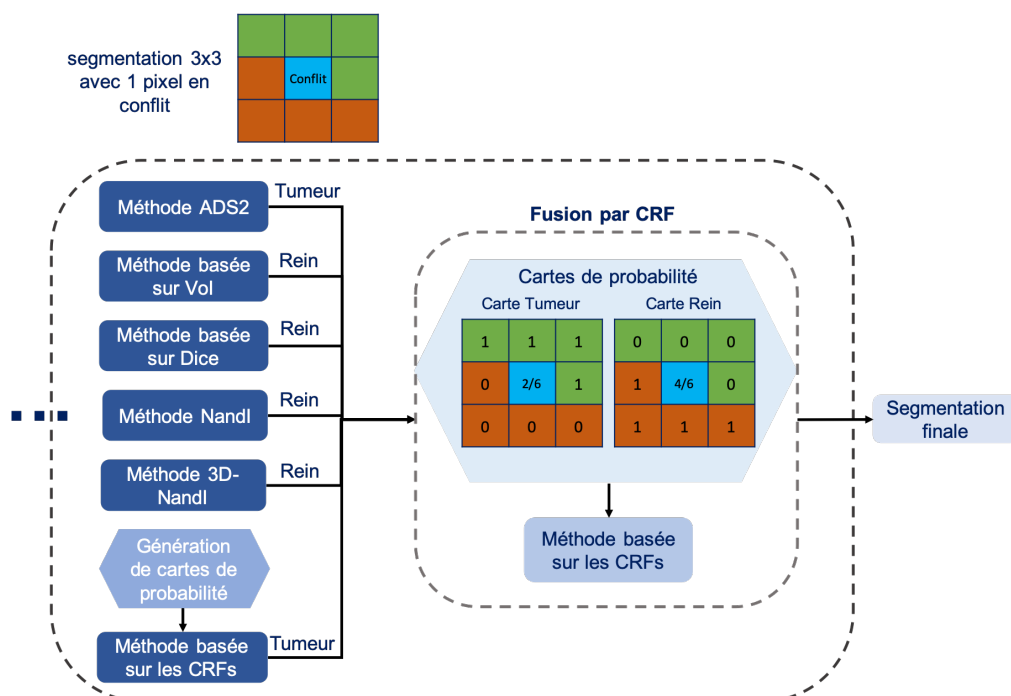 segmentation 3x3
avec 1 pixel en
conflit
Conflit
Méthode ADS2
Tumeur
Méthode basée
sur Vol
Rein
Méthode basée
sur Dice
Rein
Méthode Nandl
Rein
Méthode 3D-
Nandl
Rein
Génération
de cartes de
probabilité
Méthode basée
sur les CRFs
Tumeur
Fusion par CRF
Cartes de probabilité
Carte Tumeur
1 1 1
0 2/6 1
0 0 0
Carte Rein
0 0 0
1 4/6 0
1 1 1
Méthode basée
sur les CRFs
Segmentation
finale